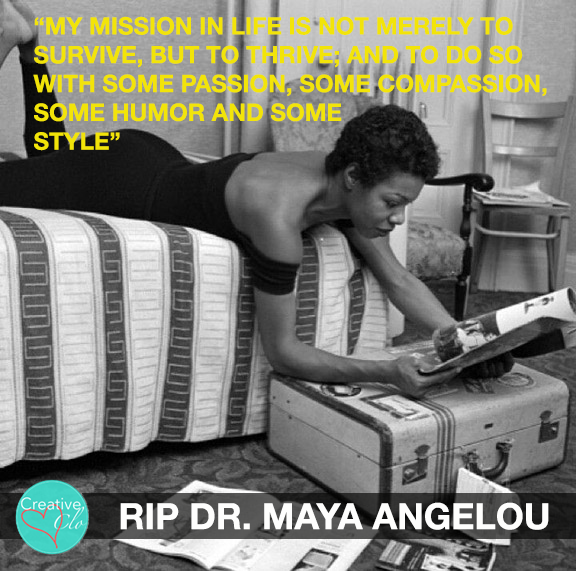 “MY MISSION IN LIFE IS NOT MERELY TO
SURVIVE, BUT TO THRIVE; AND TO DO SO
WITH SOME PASSION, SOME COMPASSION,
SOME HUMOR AND SOME
STYLE”
Creative,
Clo
RIP DR. MAYA ANGELOU